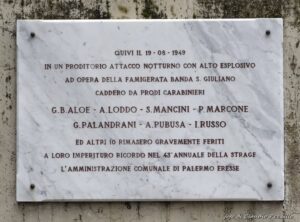 QUIVI IL 19-08-1949
IN UN PRODITORIO ATTACCO NOTTURNO CON ALTO ESPLOSIVO
AD OPERA DELLA FAMIGERATA BANDA S. GIULIANO
CADDERO DA PRODI CARABINIERI
G.B.ALOE - A.LODDO - S.MANCINI - P.MARCONE
G.PALANDRANI - A.PUBUSA - I.RUSSO
ED ALTRI 10 RIMASERO GRAVEMENTE FERITI
A LORO IMPERITURO RICORDO NEL 43° ANNUALE DELLA STRAGE
L'AMMINISTRAZIONE COMUNALE DI PALERMO ERESSE